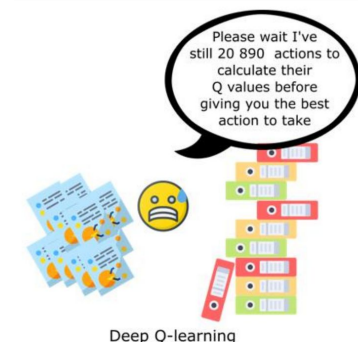 Please wait I've
still 20 890 actions to
calculate their
Q values before
giving you the best
action to take
Deep Q-learning